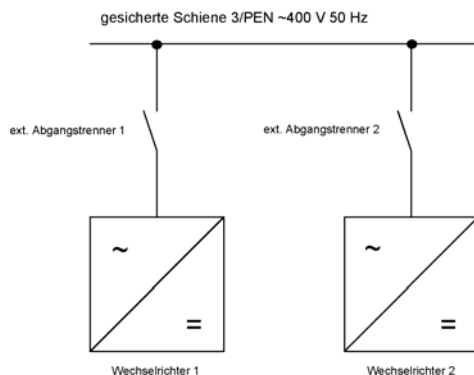 gesicherte Schiene 3/PEN ~400 V 50 Hz
ext. Abgangstrenner 1
ext. Abgangstrenner 2
~
~
=
=
Wechselrichter 1
Wechselrichter 2